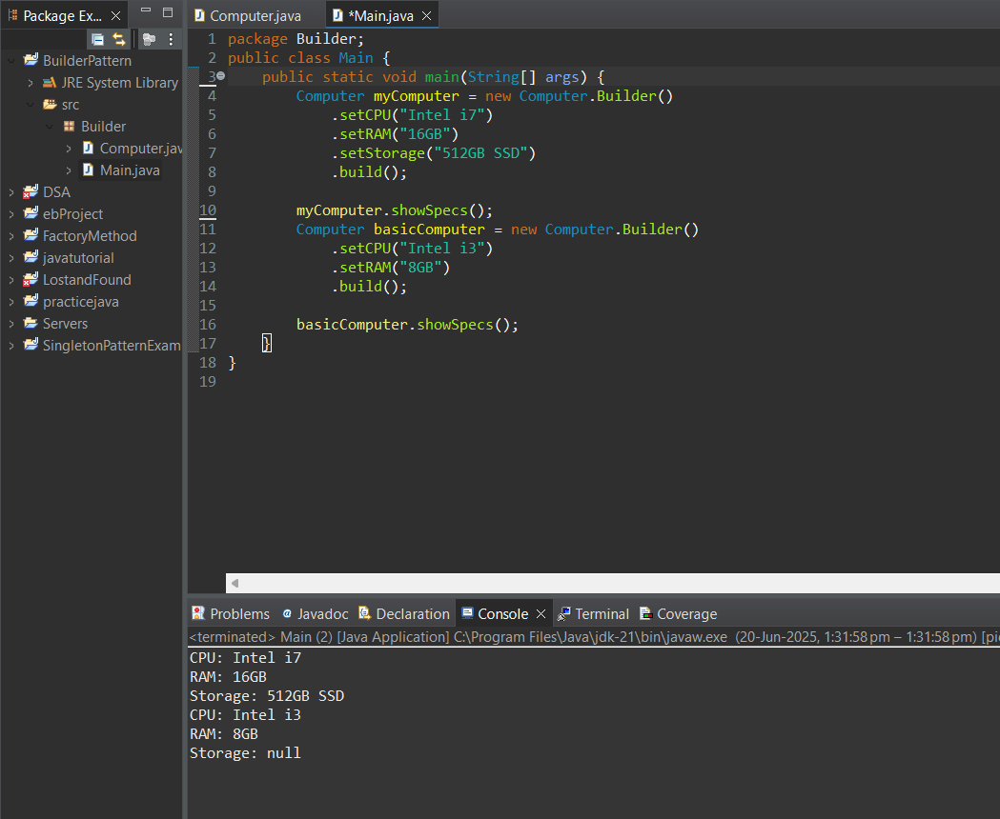 Package Ex...
BuilderPattern
JRE System Library
src
Builder
Computer.jav
Main.java
DSA
ebProject
FactoryMethod
javatutorial
LostandFound
practicejava
Servers
SingletonPatternExam
Computer.java
*Main.java
1 package Builder;
2 public class Main {
3 public static void main(String[] args) {
4 Computer myComputer = new Computer.Builder()
5 .setCPU("Intel i7")
6 .setRAM("16GB")
7 .setStorage("512GB SSD")
8 .build();
9
10 myComputer.showSpecs();
11 Computer basicComputer = new Computer.Builder()
12 .setCPU("Intel i3")
13 .setRAM("8GB")
14 .build();
15
16 basicComputer.showSpecs();
17 }
18 }
19
Problems @ Javadoc Declaration Console Terminal Coverage
<terminated> Main (2) [Java Application] C:\Program Files\Java\jdk-21\bin\javaw.exe (20-Jun-2025, 1:31:58 pm – 1:31:58 pm) [pi
CPU: Intel i7
RAM: 16GB
Storage: 512GB SSD
CPU: Intel i3
RAM: 8GB
Storage: null